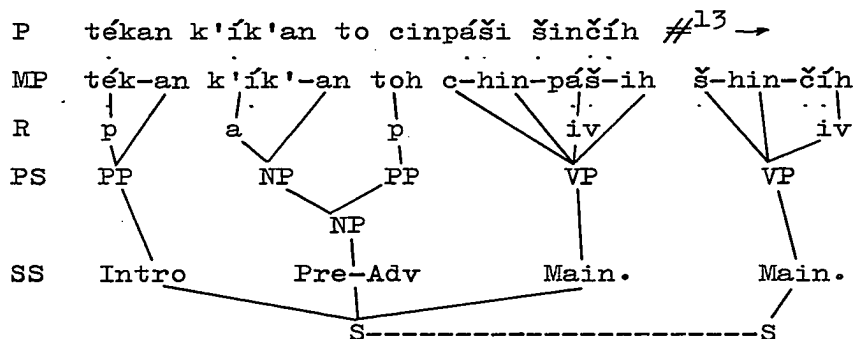 P tékan k'ík'an to cinpáši šinčíh #13 →
MP ték-an k'ík'-an toh c-hin-páš-ih š-hin-číh
R p a p iv iv
PS PP NP PP VP VP
NP
SS Intro Pre-Adv Main. Main.
S-----------------------S